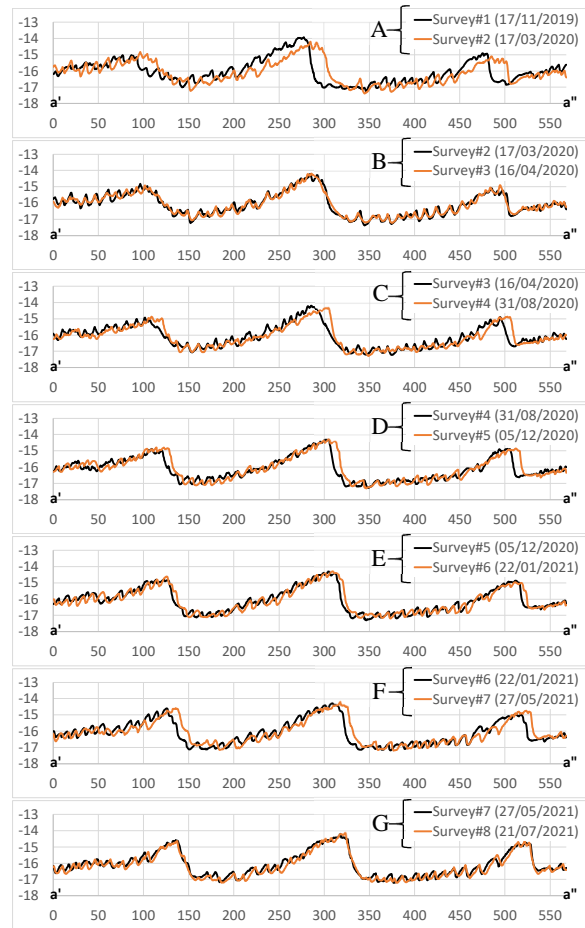 -13
A
Survey#1 (17/11/2019)
-14
Survey#2 (17/03/2020)
-15
-16
-17
-18
a'
a"
0 50 100 150 200 250 300 350 400 450 500 550
-13
B
Survey#2 (17/03/2020)
-14
Survey#3 (16/04/2020)
-15
-16
-17
-18
a'
a"
0 50 100 150 200 250 300 350 400 450 500 550
-13
C
Survey#3 (16/04/2020)
-14
Survey#4 (31/08/2020)
-15
-16
-17
-18
a'
a"
0 50 100 150 200 250 300 350 400 450 500 550
-13
D
Survey#4 (31/08/2020)
-14
Survey#5 (05/12/2020)
-15
-16
-17
-18
a'
a"
0 50 100 150 200 250 300 350 400 450 500 550
-13
E
Survey#5 (05/12/2020)
-14
Survey#6 (22/01/2021)
-15
-16
-17
-18
a'
a"
0 50 100 150 200 250 300 350 400 450 500 550
-13
F
Survey#6 (22/01/2021)
-14
Survey#7 (27/05/2021)
-15
-16
-17
-18
a'
a"
0 50 100 150 200 250 300 350 400 450 500 550
-13
G
Survey#7 (27/05/2021)
-14
Survey#8 (21/07/2021)
-15
-16
-17
-18
a'
a"
0 50 100 150 200 250 300 350 400 450 500 550